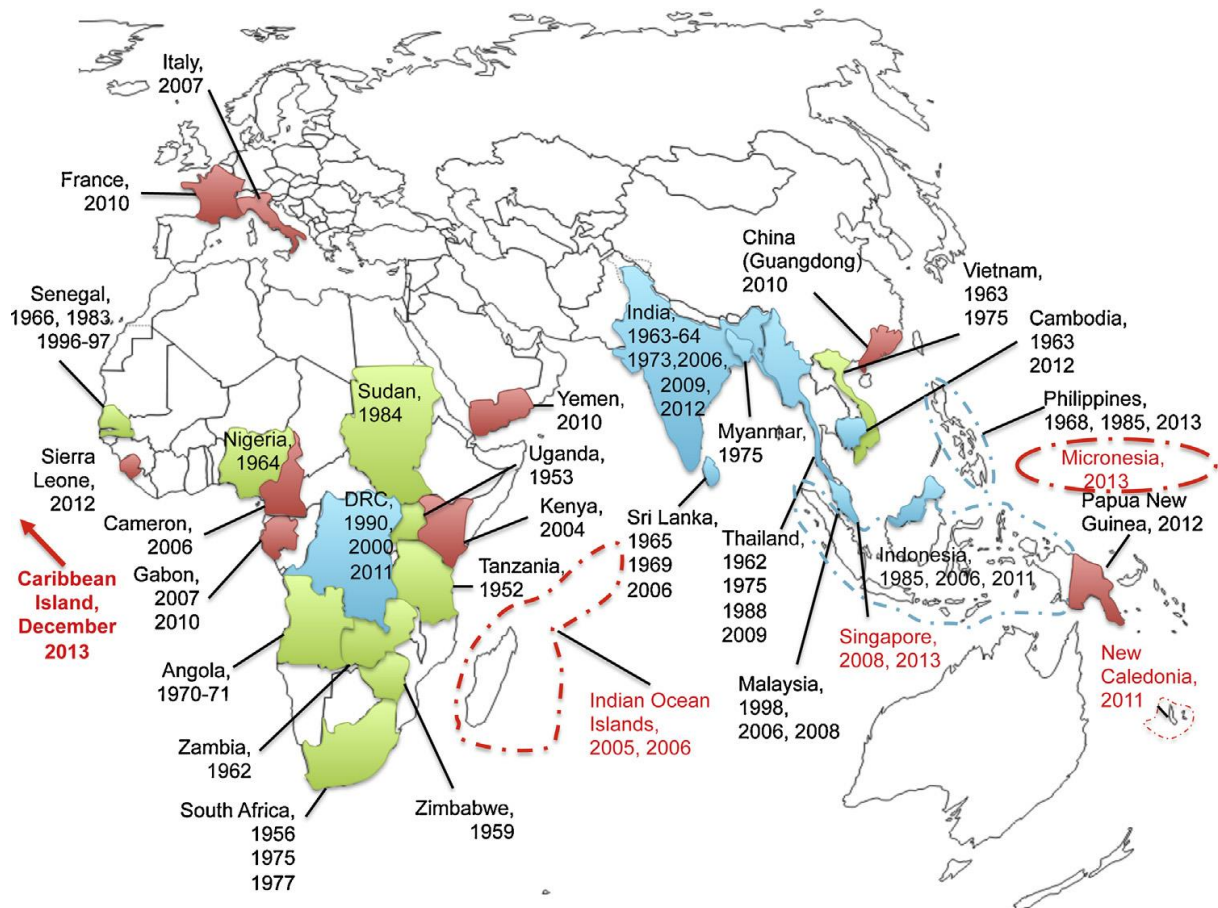 Italy,
2007
France,
2010
Senegal,
1966, 1983,
1996-97
Sierra
Leone,
2012
Nigeria,
1964
Sudan,
1984
Cameron,
2006
Gabon,
2007
2010
Caribbean
Island,
December
2013
DRC,
1990,
2000,
2011
Uganda,
1953
Kenya,
2004
Tanzania,
1952
Yemen,
2010
Angola,
1970-71
Zambia,
1962
South Africa,
1956
1975
1977
Zimbabwe,
1959
Indian Ocean
Islands,
2005, 2006
India,
1963-64
1973,2006,
2009,
2012
Myanmar,
1975
Sri Lanka,
1965
1969
2006
Thailand,
1962
1975
1988
2009
Malaysia,
1998,
2006, 2008
Singapore,
2008, 2013
Indonesia,
1985, 2006, 2011
China
(Guangdong)
2010
Vietnam,
1963
1975
Cambodia,
1963
2012
Philippines,
1968, 1985, 2013
Micronesia,
2013
Papua New
Guinea, 2012
New
Caledonia,
2011